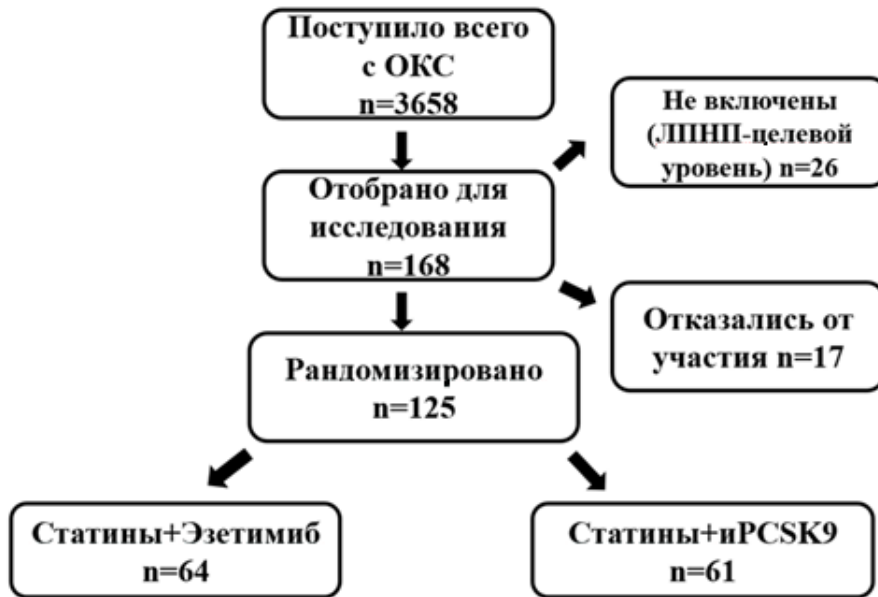 Поступило всего
с ОКС
n=3658
Не включены
(ЛПНП-целевой
уровень) n=26
Отобрано для
исследования
n=168
Отказались от
участия n=17
Рандомизировано
n=125
Статины+Эзетимиб
n=64
Статины+иPCSK9
n=61